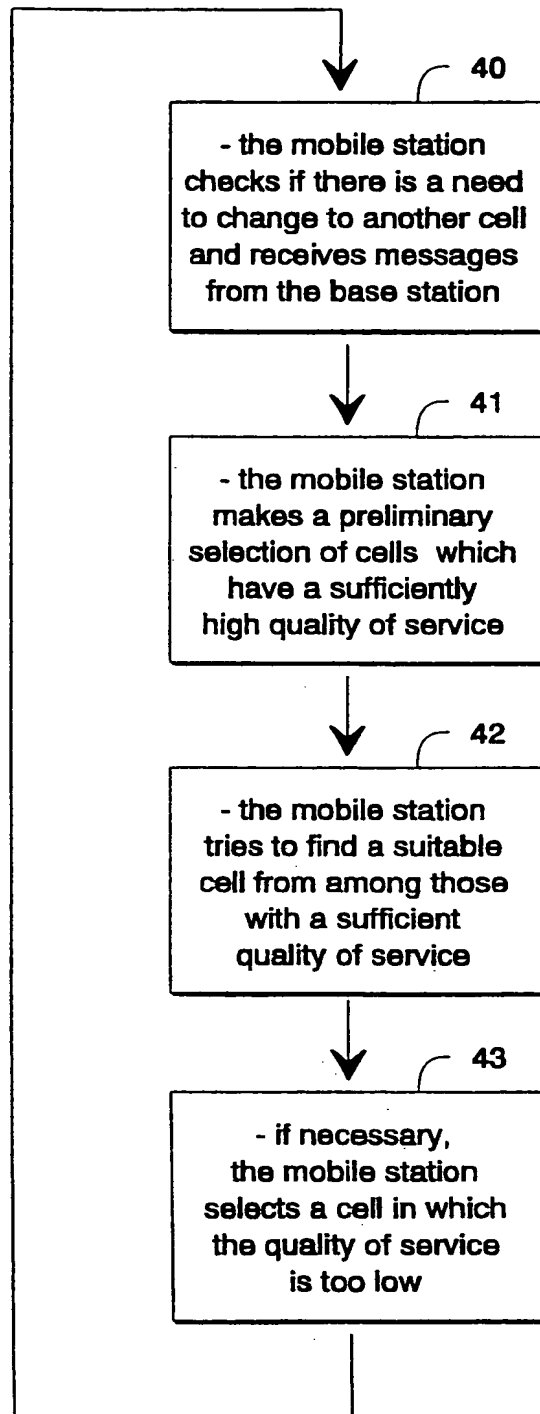 40
- the mobile station
checks if there is a need
to change to another cell
and receives messages
from the base station
41
- the mobile station
makes a preliminary
selection of cells which
have a sufficiently
high quality of service
42
- the mobile station
tries to find a suitable
cell from among those
with a sufficient
quality of service
43
- if necessary,
the mobile station
selects a cell in which
the quality of service
is too low